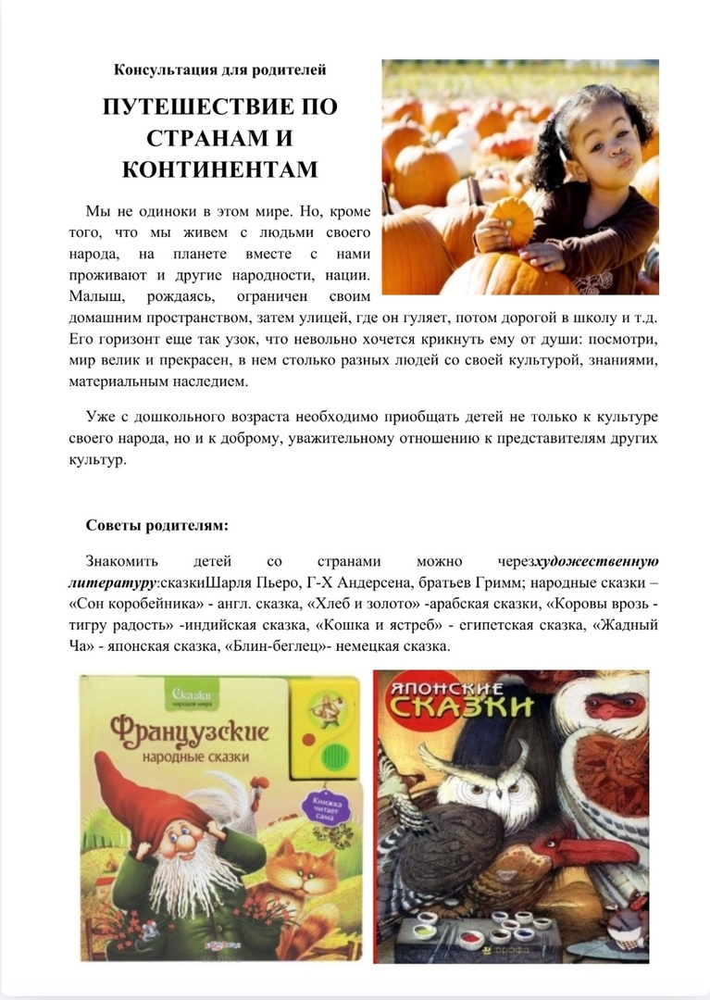 Консультация для родителей
ПУТЕШЕСТВИЕ ПО
СТРАНАМ И
КОНТИНЕНТАМ
Мы не одиноки в этом мире. Но, кроме
того, что мы живем с людьми своего
народа, на планете вместе с нами
проживают и другие народности, нации.
Малыш, рождаясь, ограничен своим
домашним пространством, затем улицей, где он гуляет, потом дорогой в школу и т.д.
Его горизонт еще так узок, что невольно хочется крикнуть ему от души: посмотри,
мир велик и прекрасен, в нем столько разных людей со своей культурой, знаниями,
материальным наследием.
Уже с дошкольного возраста необходимо приобщать детей не только к культуре
своего народа, но и к доброму, уважительному отношению к представителям других
культур.
Советы родителям:
Знакомить детей со странами можно черезхудожественную
литературу:сказкиШарля Пьеро, Г-Х Андерсена, братьев Гримм; народные сказки –
«Сон коробейника» - англ. сказка, «Хлеб и золото» -арабская сказки, «Коровы врозь -
тигру радость» -индийская сказка, «Кошка и ястреб» - египетская сказка, «Жадный
Ча» - японская сказка, «Блин-беглец»- немецкая сказка.
Сказки
народов мира
Французские
народные сказки
Книжка
читает
сама
ЯПОНСКИЕ
СКАЗКИ
дрофа